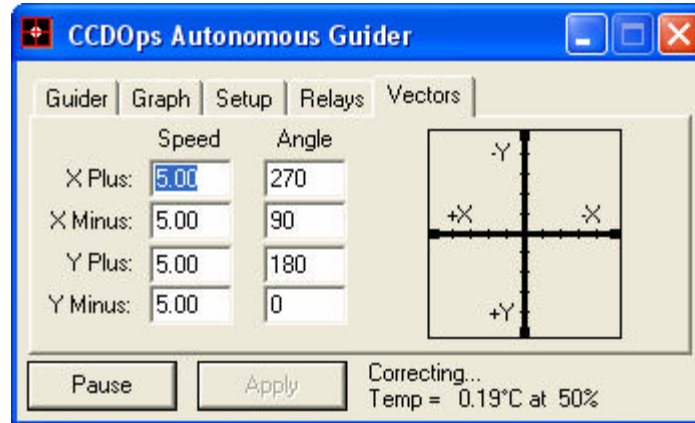 CCDOps Autonomous Guider
Guider Graph Setup Relays Vectors
Speed Angle
X Plus: 5.00 270
X Minus: 5.00 90
Y Plus: 5.00 180
Y Minus: 5.00 0
-Y
+X -X
+Y
Pause Apply
Correcting...
Temp = 0.19°C at 50%